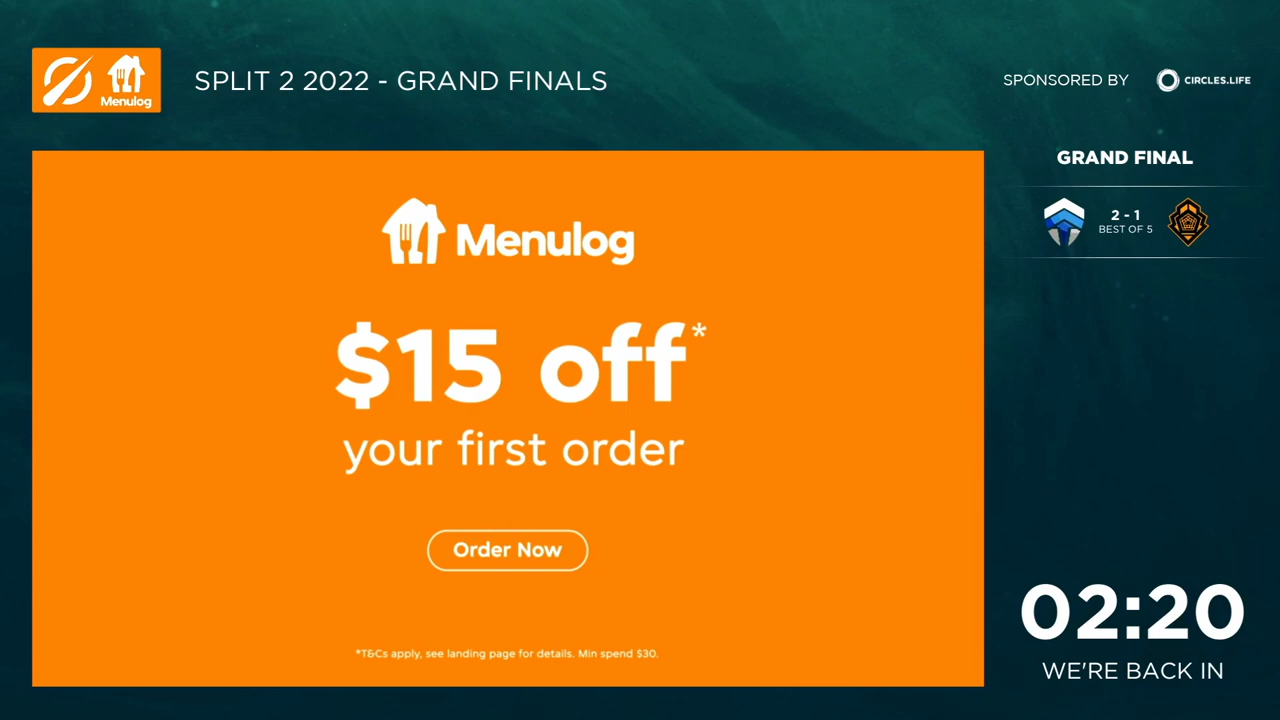 Menulog
SPLIT 2 2022 - GRAND FINALS
SPONSORED BY
CIRCLES.LIFE
Menulog
$15 off*
your first order
Order Now
*T&Cs apply, see landing page for details. Min spend $30.
GRAND FINAL
2 - 1
BEST OF 5
02:20
WE'RE BACK IN